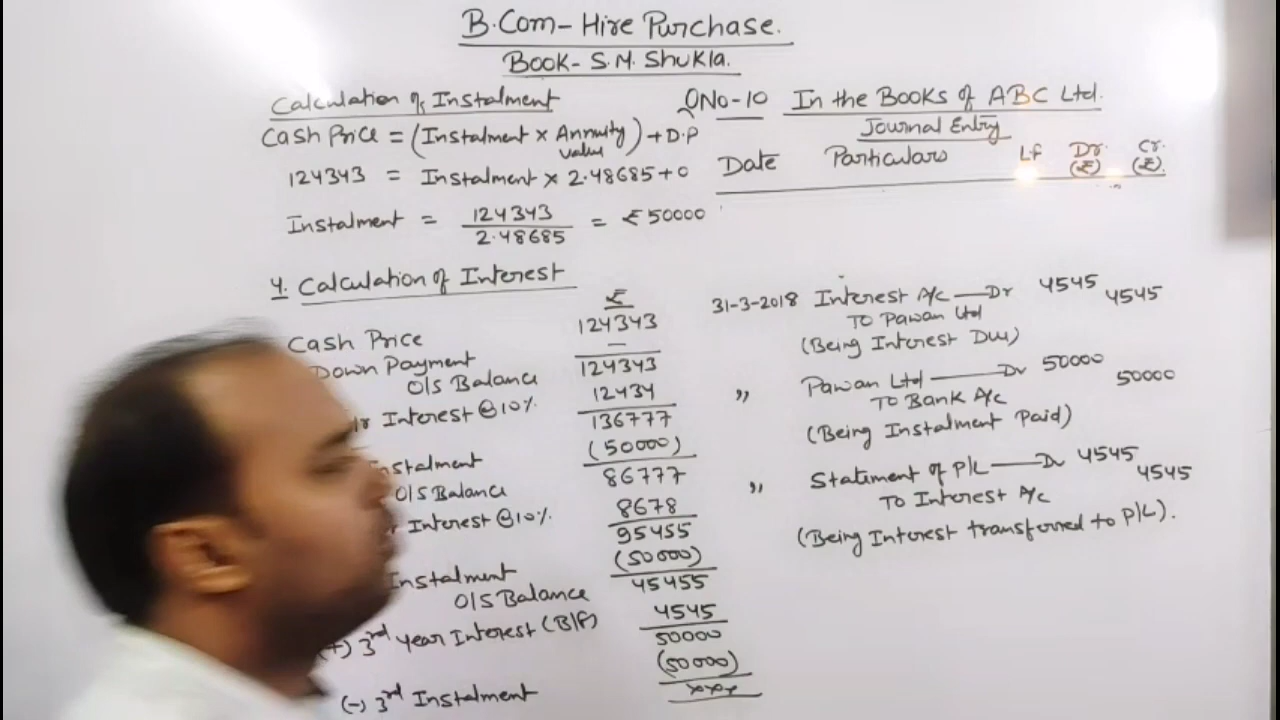 B.Com- Hire Purchase.
Book- S.M. Shukla.
Calculation of Instalment
Cash Price = (Instalment x Annuity value) + D.P
124343 = Instalment x 2.48685+0
Instalment = 124343 / 2.48685 = ₹ 50000
4. Calculation of Interest
₹
Cash Price 124343
Down Payment —
O/S Balance 124343
Interest @ 10% 12434
136777
Instalment (50000)
O/S Balance 86777
Interest @ 10% 8678
95455
Instalment (50000)
O/S Balance 45455
(+) 3rd Year Interest (B/F) 4545
50000
(-) 3rd Instalment (50000)
xxx
QNo-10 In the Books of ABC Ltd.
Journal Entry
Date Particulars Lf Dr. (₹) Cr. (₹)
31-3-2018 Interest A/c — Dr 4545
To Pawan Ltd 4545
(Being Interest Due)
,, Pawan Ltd — Dr 50000
To Bank A/c 50000
(Being Instalment Paid)
,, Statement of P/L — Dr 4545
To Interest A/c 4545
(Being Interest transferred to P/L).